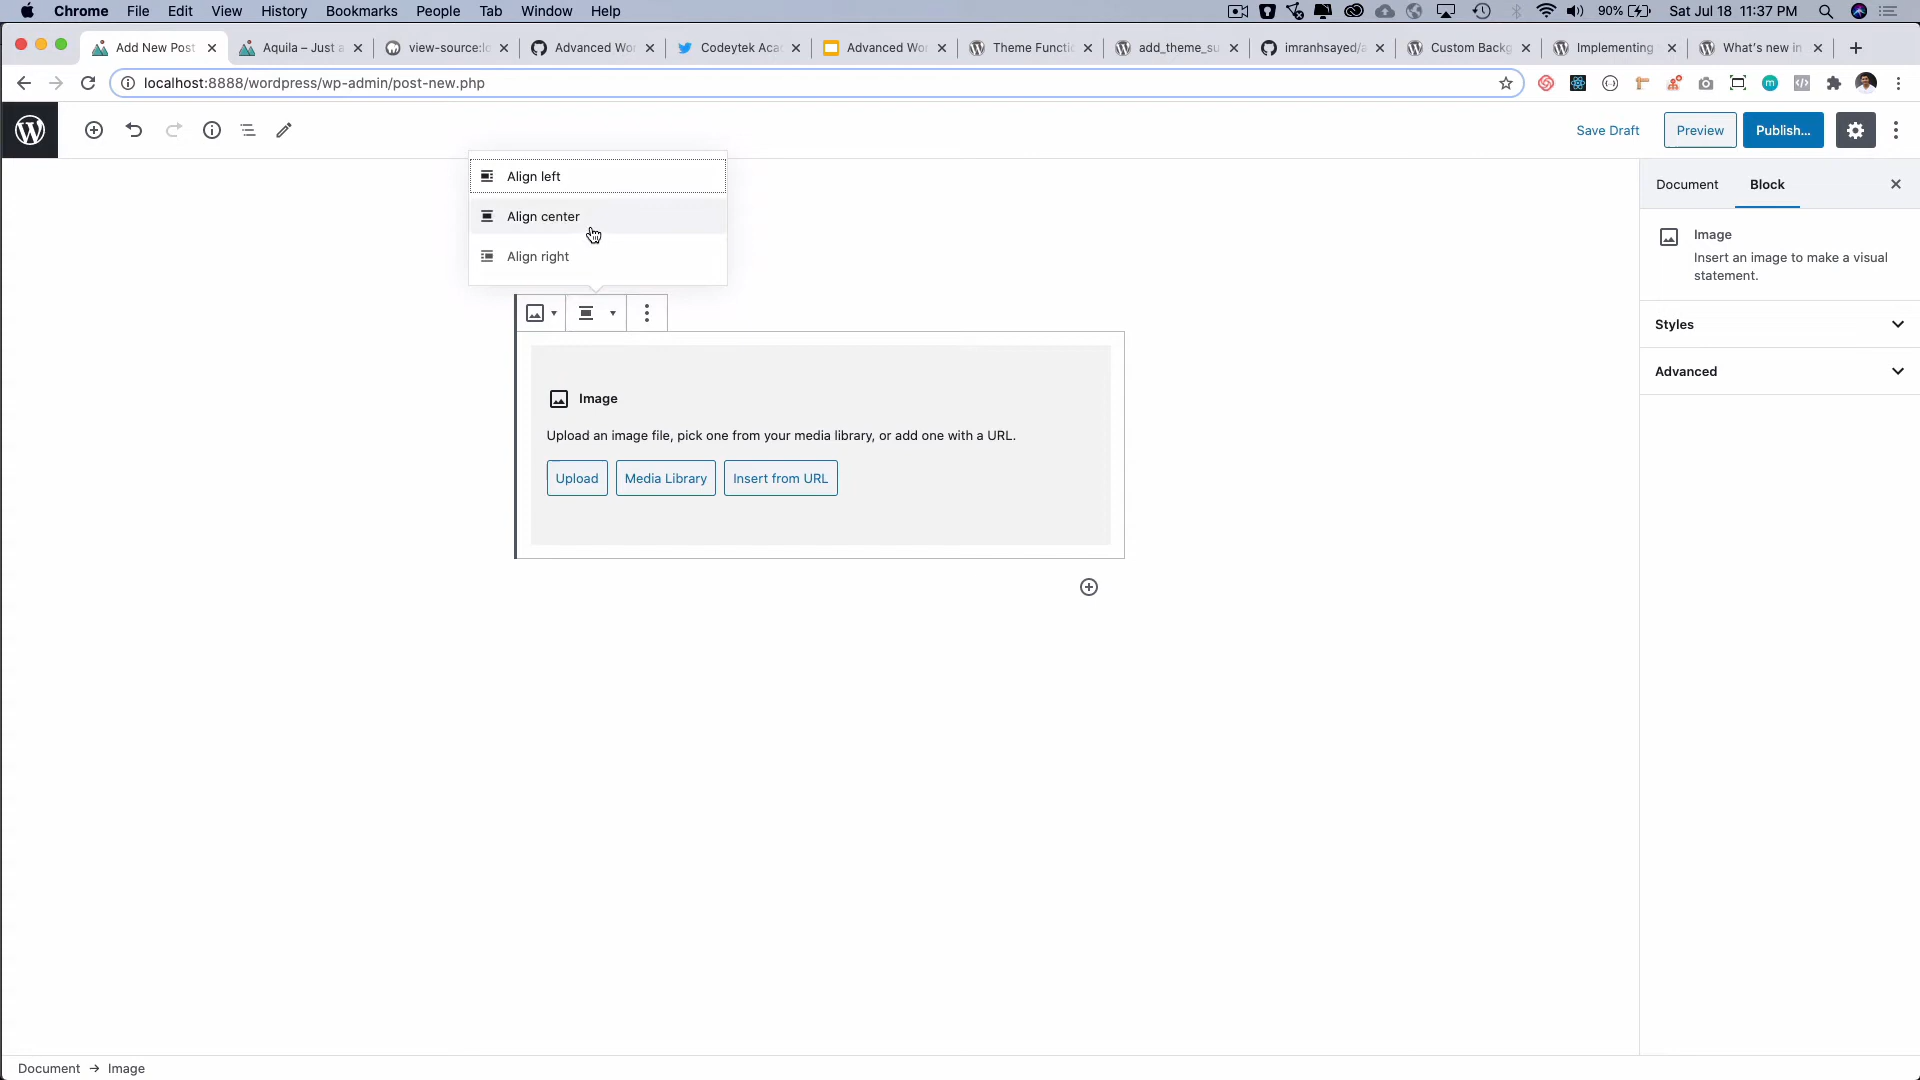 Chrome File Edit View History Bookmarks People Tab Window Help
90% Sat Jul 18 11:37 PM
Add New Post
Aquila – Just a
view-source:lo
Advanced Wo
Codeytek Aca
Advanced Wo
Theme Functi
add_theme_su
imranhsayed/a
Custom Backg
Implementing
What's new in
localhost:8888/wordpress/wp-admin/post-new.php
Save Draft Preview Publish...
Align left
Align center
Align right
Document Block
Image
Insert an image to make a visual
statement.
Styles
Advanced
Image
Upload an image file, pick one from your media library, or add one with a URL.
Upload Media Library Insert from URL
Document → Image